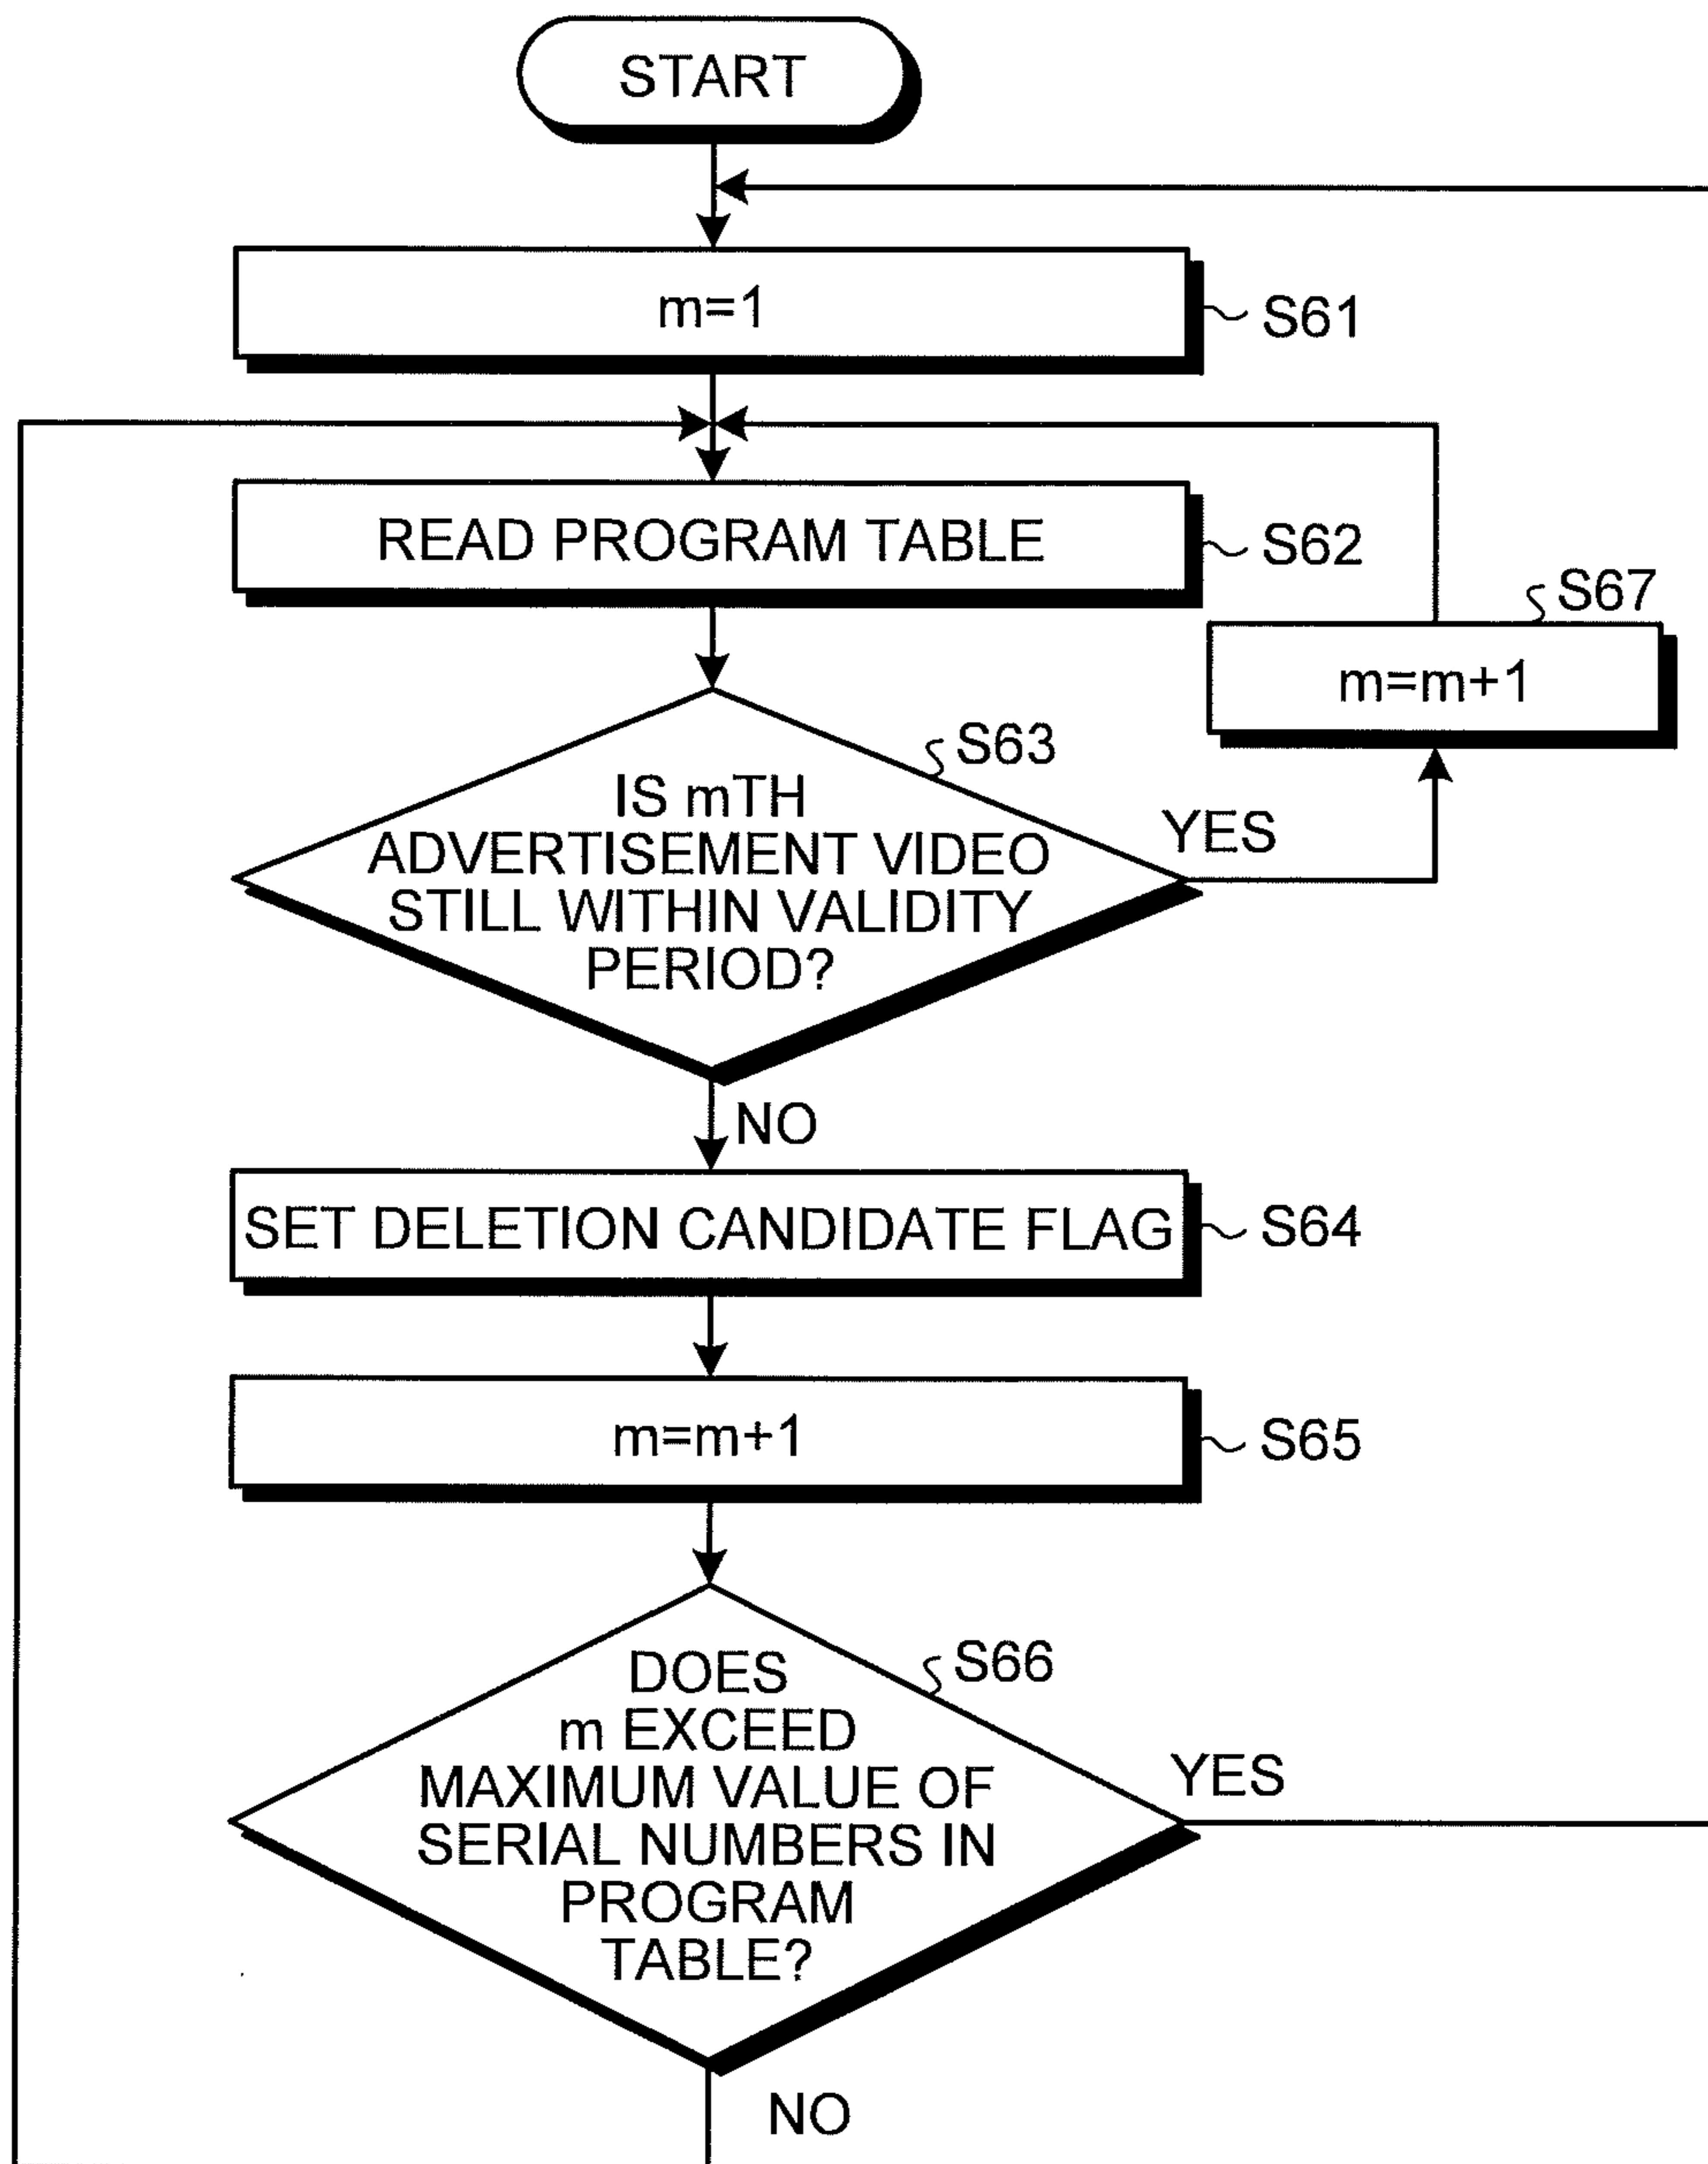 START
m=1
S61
READ PROGRAM TABLE
S62
S67
m=m+1
S63
IS mTH
ADVERTISEMENT VIDEO
STILL WITHIN VALIDITY
PERIOD?
YES
NO
SET DELETION CANDIDATE FLAG
S64
m=m+1
S65
S66
DOES
m EXCEED
MAXIMUM VALUE OF
SERIAL NUMBERS IN
PROGRAM
TABLE?
YES
NO